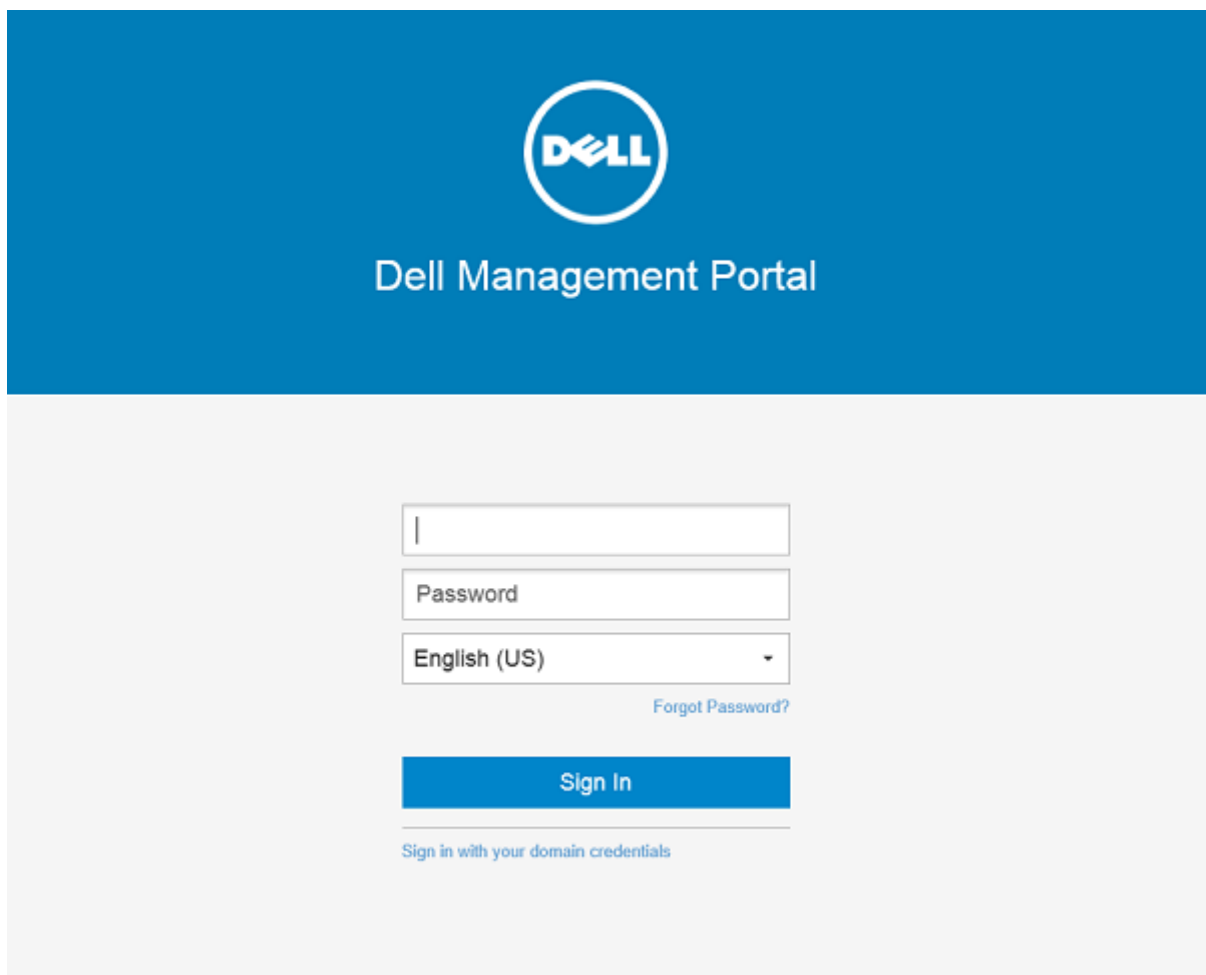 DELL
Dell Management Portal
Password
English (US)
Forgot Password?
Sign In
Sign in with your domain credentials